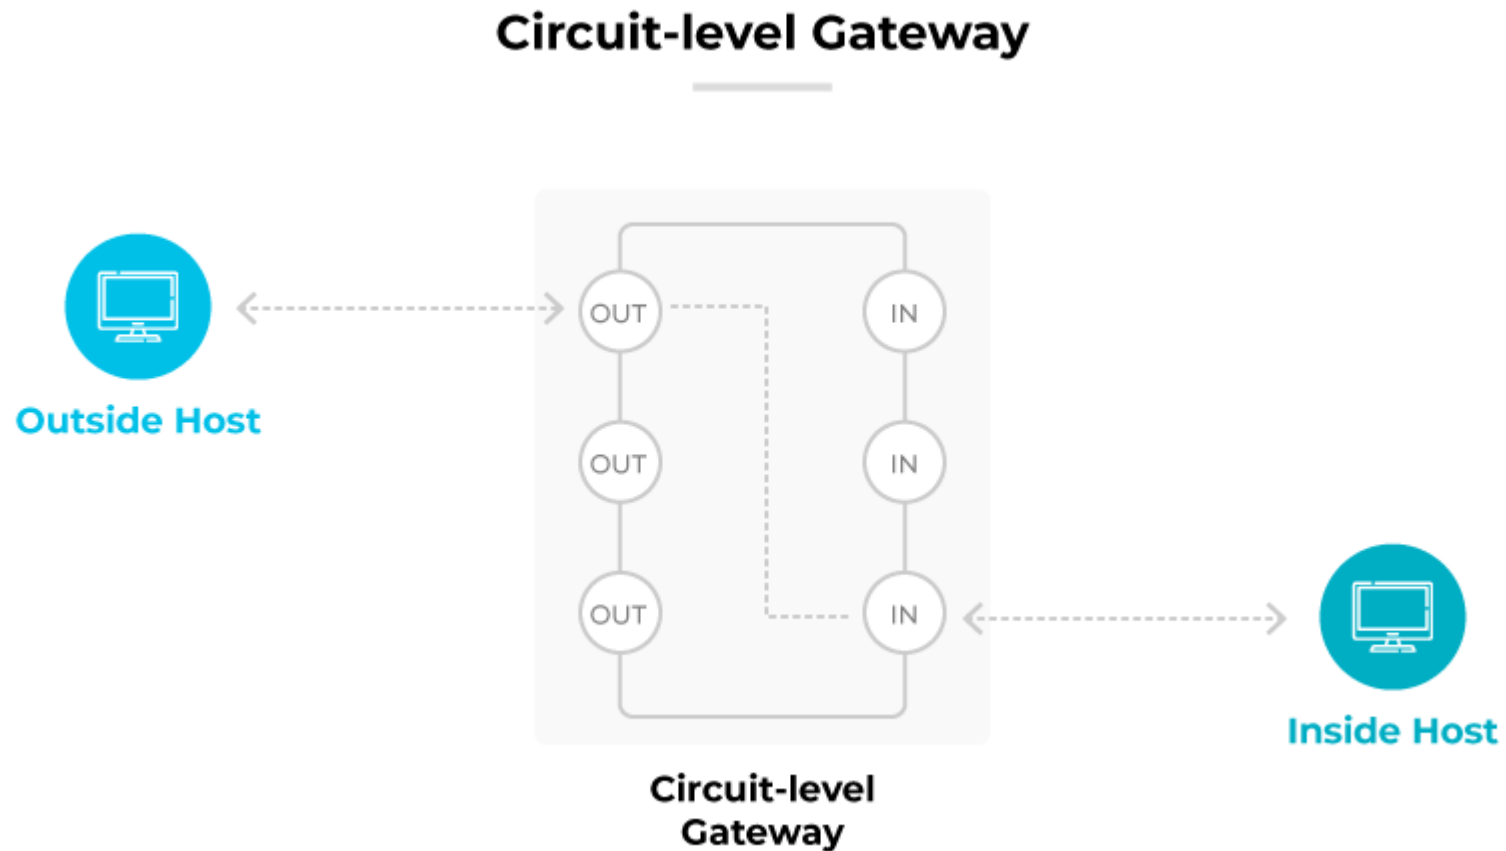 Circuit-level Gateway
OUT
IN
Outside Host
OUT
IN
OUT
IN
Inside Host
Circuit-level
Gateway